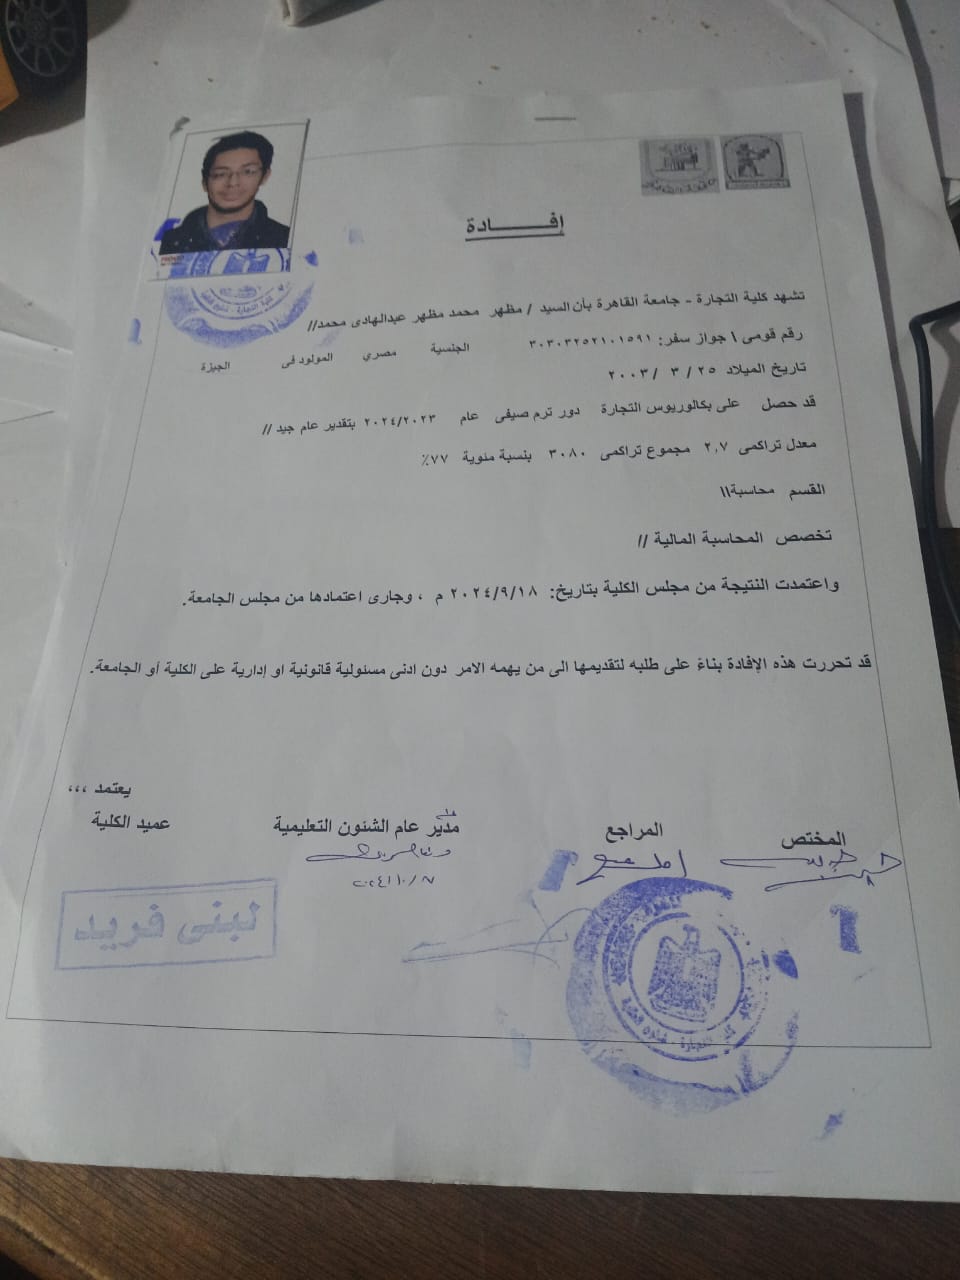 إفــــادة
تشهد كلية التجارة - جامعة القاهرة بأن السيد / مظهر محمد مظهر عبدالهادى محمد//
رقم قومى \ جواز سفر: ٣٠٣٠٣٢٥٢١٠١٥٩١ الجنسية مصري المولود فى الجيزة
تاريخ الميلاد ٢٥ / ٣ / ٢٠٠٣
قد حصل على بكالوريوس التجارة دور ترم صيفى عام ٢٠٢٤/٢٠٢٣ بتقدير عام جيد //
معدل تراكمى ٢,٧ مجموع تراكمى ٣٠٨٠ بنسبة مئوية ٧٧٪
القسم محاسبة\\
تخصص المحاسبة المالية //
واعتمدت النتيجة من مجلس الكلية بتاريخ: ٢٠٢٤/٩/١٨ م ، وجارى اعتمادها من مجلس الجامعة.
قد تحررت هذه الإفادة بناءً على طلبه لتقديمها الى من يهمه الامر دون ادنى مسئولية قانونية او إدارية على الكلية أو الجامعة.
يعتمد ،،،
المختص المراجع مدير عام الشئون التعليمية عميد الكلية
لبنى فريد